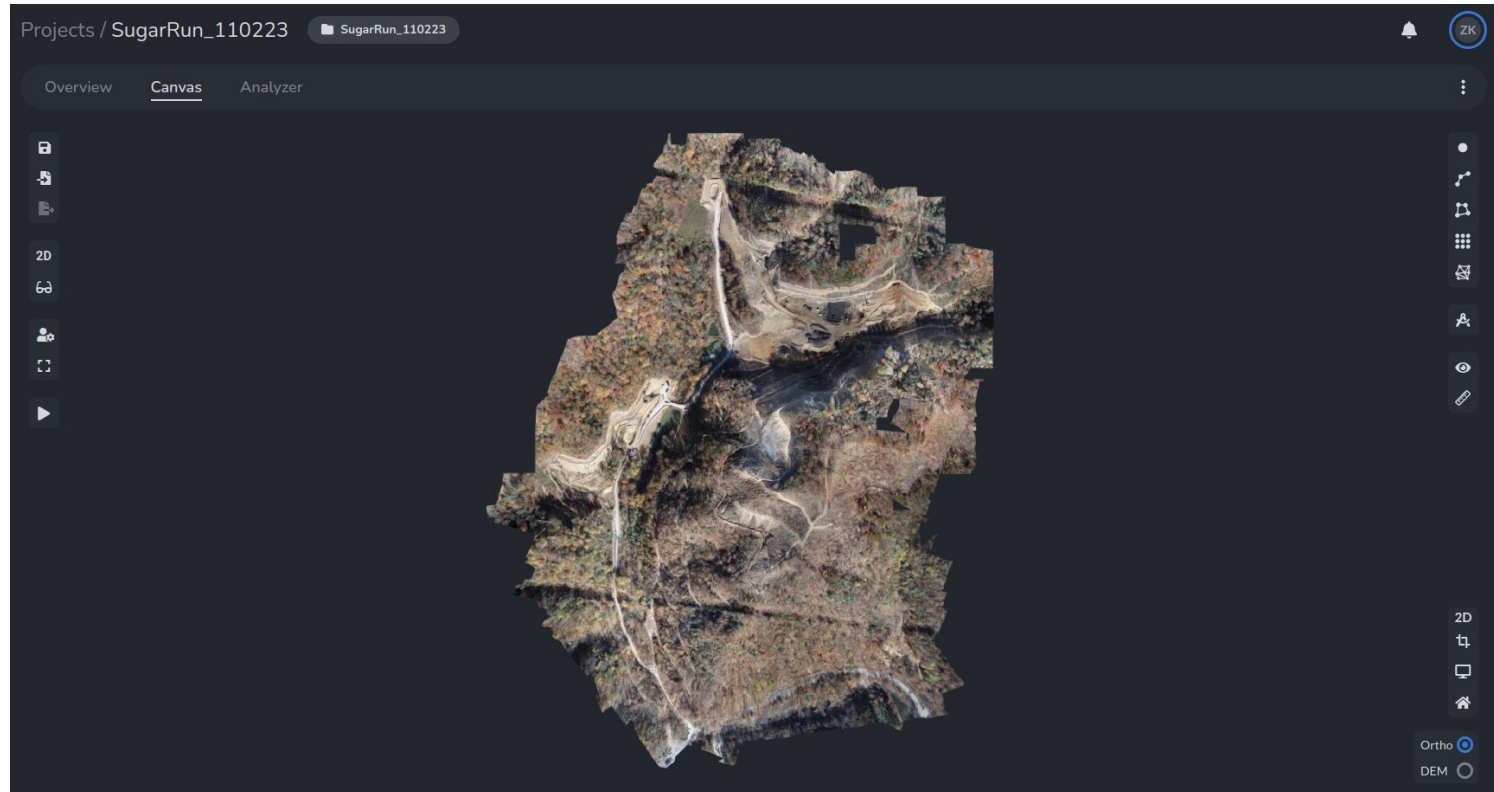 Projects / SugarRun_110223 SugarRun_110223
ZK
Overview Canvas Analyzer
2D
2D
Ortho
DEM